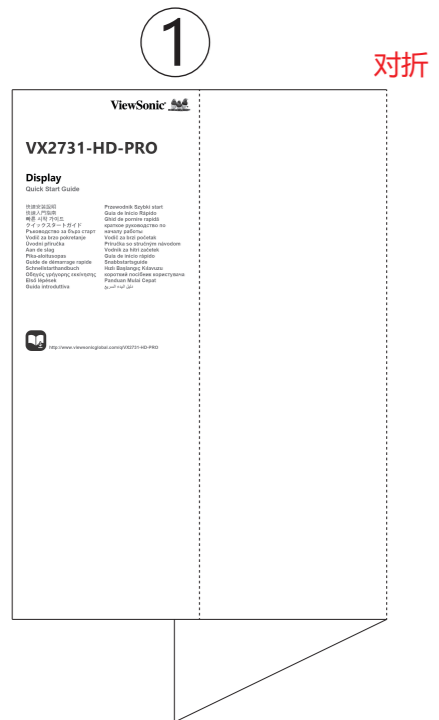 1
对折
ViewSonic
VX2731-HD-PRO
Display
Quick Start Guide
快速安裝說明
快速入門指南
빠른 시작 가이드
クイックスタートガイド
Ръководство за бърз старт
Vodič za brzo pokretanje
Úvodní příručka
Aan de slag
Pika-aloitusopas
Guide de démarrage rapide
Schnellstarthandbuch
Οδηγός γρήγορης εκκίνησης
Első lépések
Guida introduttiva
Przewodnik Szybki start
Guia de Início Rápido
Ghid de pornire rapidă
краткое руководство по
началу работы
Vodič za brzi početak
Príručka so stručným návodom
Vodnik za hitri začetek
Guía de inicio rápido
Snabbstartsguide
Hızlı Başlangıç Kılavuzu
короткий посібник користувача
Panduan Mulai Cepat
دليل البدء السريع
http://www.viewsonicglobal.com/q/VX2731-HD-PRO